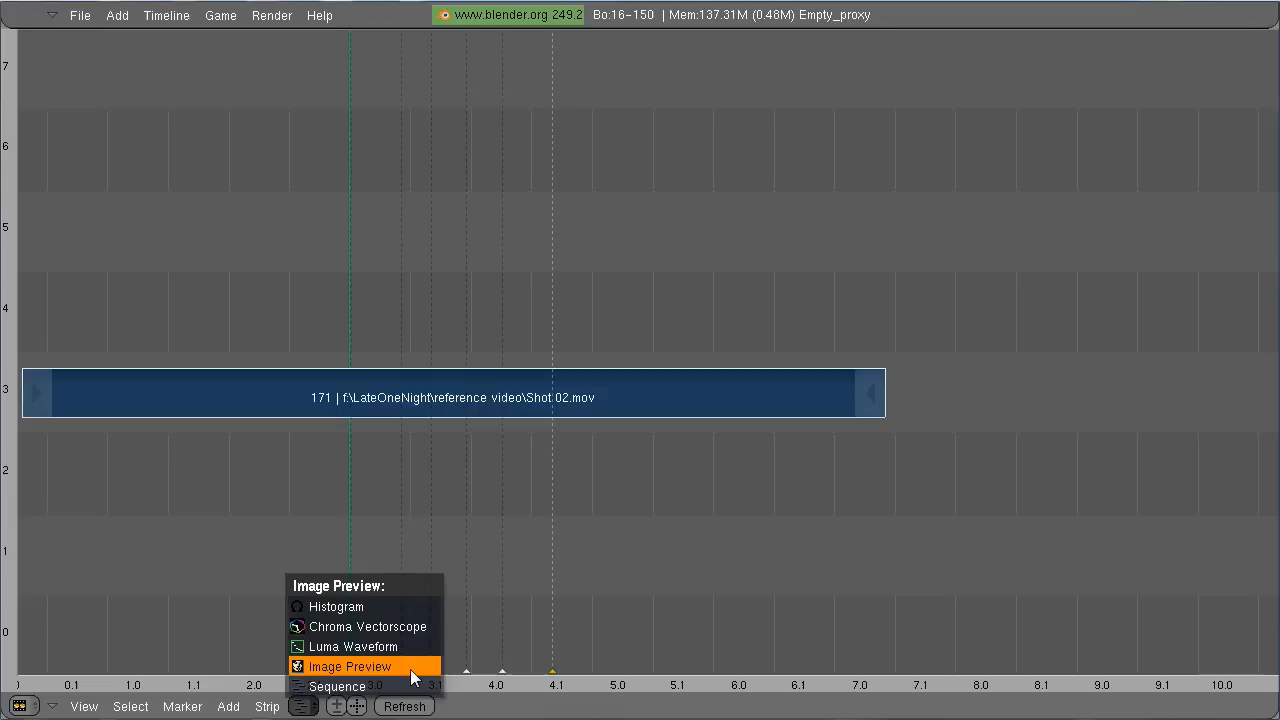 File Add Timeline Game Render Help www.blender.org 249.2 Bo:16-150 | Mem:137.31M (0.48M) Empty_proxy
7
6
5
4
3
171 | f:\LateOneNight\reference video\Shot 02.mov
2
1
0
Image Preview:
Histogram
Chroma Vectorscope
Luma Waveform
Image Preview
Sequence
0.1 1.0 2.0 3.0 3.1 4.0 4.1 5.0 5.1 6.0 6.1 7.0 7.1 8.0 8.1 9.0 9.1 10.0
View Select Marker Add Strip Refresh